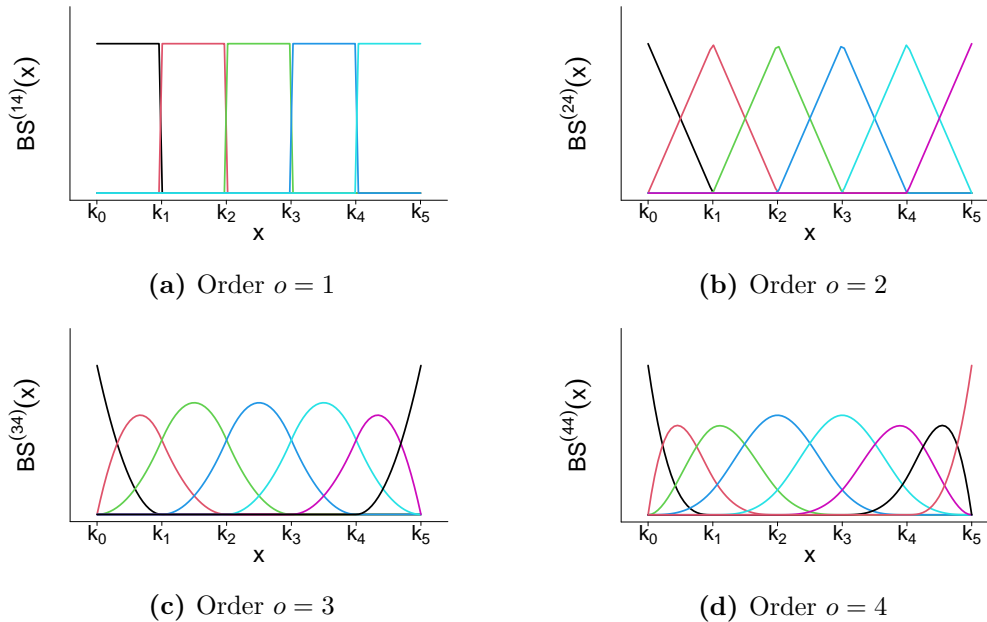 BS⁽¹⁴⁾(x)
k₀ k₁ k₂ k₃ k₄ k₅
x
(a) Order o = 1
BS⁽²⁴⁾(x)
k₀ k₁ k₂ k₃ k₄ k₅
x
(b) Order o = 2
BS⁽³⁴⁾(x)
k₀ k₁ k₂ k₃ k₄ k₅
x
(c) Order o = 3
BS⁽⁴⁴⁾(x)
k₀ k₁ k₂ k₃ k₄ k₅
x
(d) Order o = 4